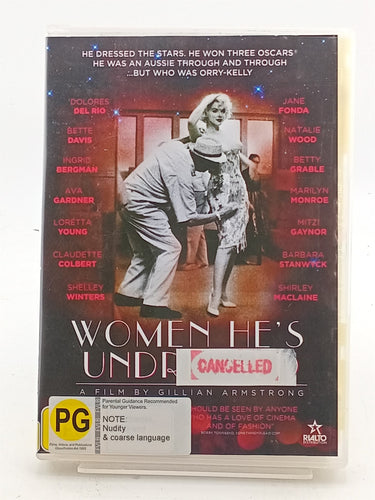 HE DRESSED THE STARS. HE WON THREE OSCARS
HE WAS AN AUSSIE THROUGH AND THROUGH
...BUT WHO WAS ORRY-KELLY
DOLORES
DEL RIO
BETTE
DAVIS
INGRID
BERGMAN
AVA
GARDNER
LORETTA
YOUNG
CLAUDETTE
COLBERT
SHELLEY
WINTERS
JANE
FONDA
NATALIE
WOOD
BETTY
GRABLE
MARILYN
MONROE
MITZI
GAYNOR
BARBARA
STANWYCK
SHIRLEY
MACLAINE
WOMEN HE'S
UNDR
CANCELLED
A FILM BY GILLIAN ARMSTRONG
PG
Parental Guidance Recommended
for Younger Viewers.
NOTE:
Nudity
& coarse language
HOULD BE SEEN BY ANYONE
HO HAS A LOVE OF CINEMA
AND OF FASHION"
RIALTO
DISTRIBUTION